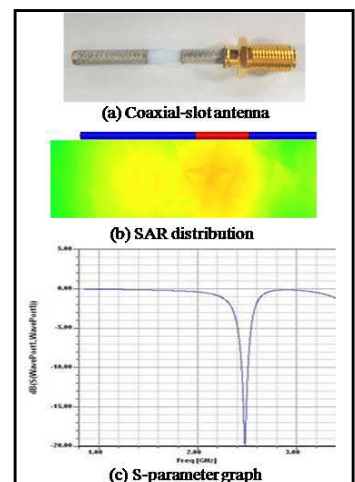 (a) Coaxial-slot antenna
(b) SAR distribution
5.00
0.00
-5.00
-10.00
-15.00
-20.00
dB(S(WavePort1,WavePort1))
1.00 2.00 3.00
Freq [GHz]
(c) S-parameter graph